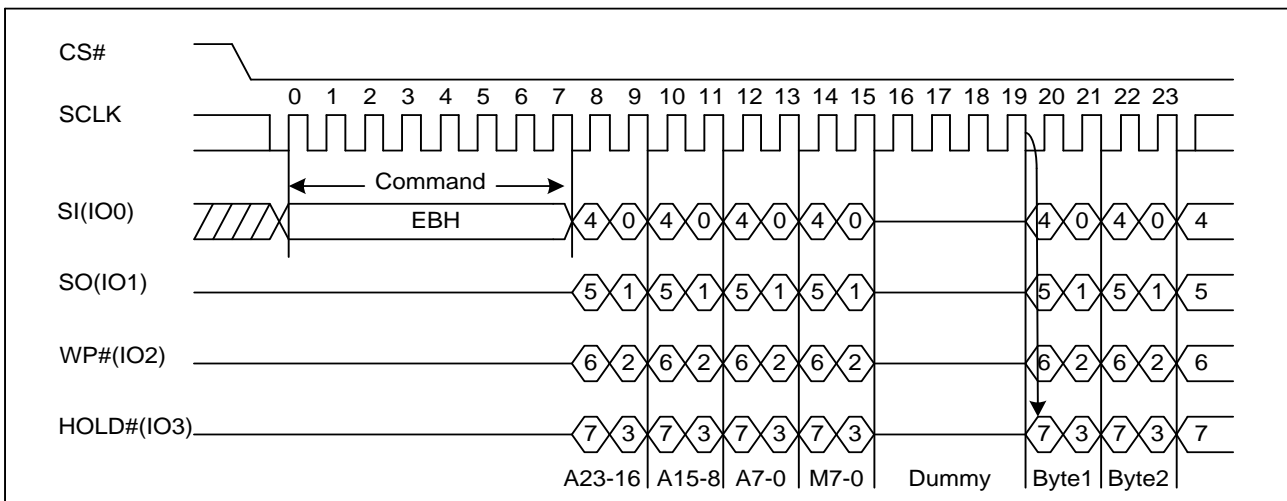 CS#
0 1 2 3 4 5 6 7 8 9 10 11 12 13 14 15 16 17 18 19 20 21 22 23
SCLK
Command
SI(IO0) EBH 4 0 4 0 4 0 4 0 4 0 4 0 4
SO(IO1) 5 1 5 1 5 1 5 1 5 1 5 1 5
WP#(IO2) 6 2 6 2 6 2 6 2 6 2 6 2 6
HOLD#(IO3) 7 3 7 3 7 3 7 3 7 3 7 3 7
A23-16 A15-8 A7-0 M7-0 Dummy Byte1 Byte2